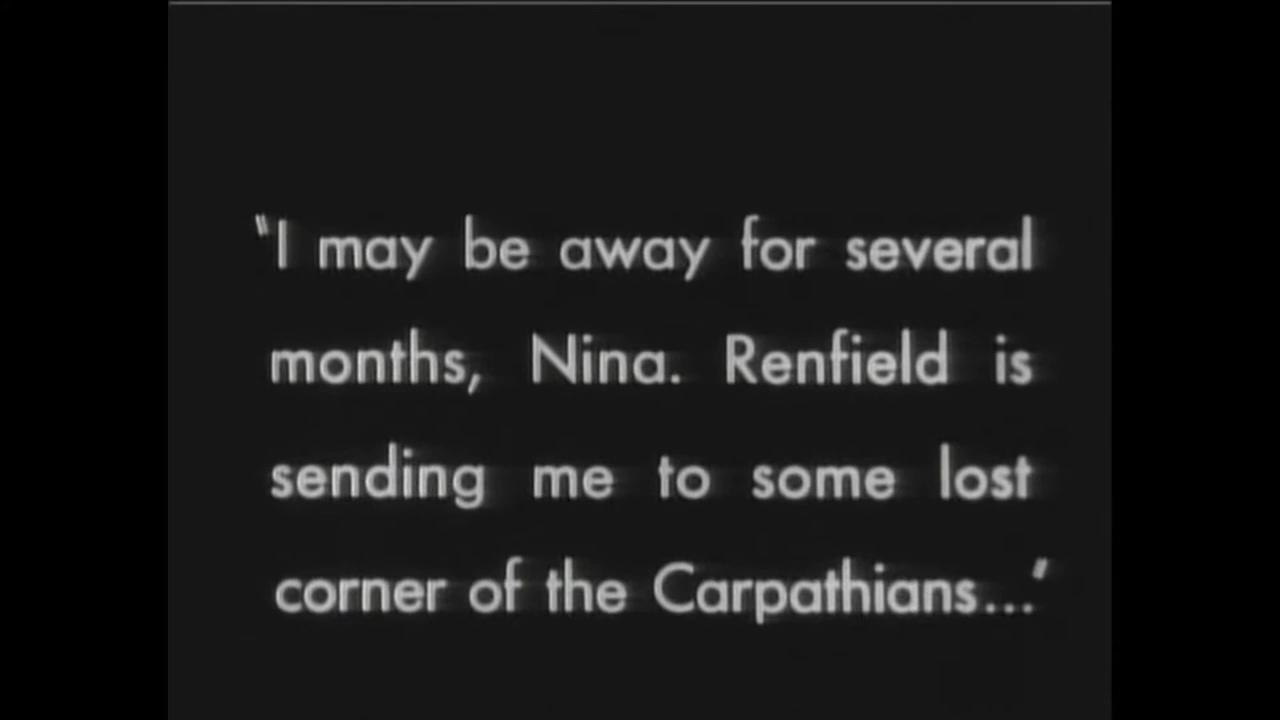 "I may be away for several
months, Nina. Renfield is
sending me to some lost
corner of the Carpathians..."